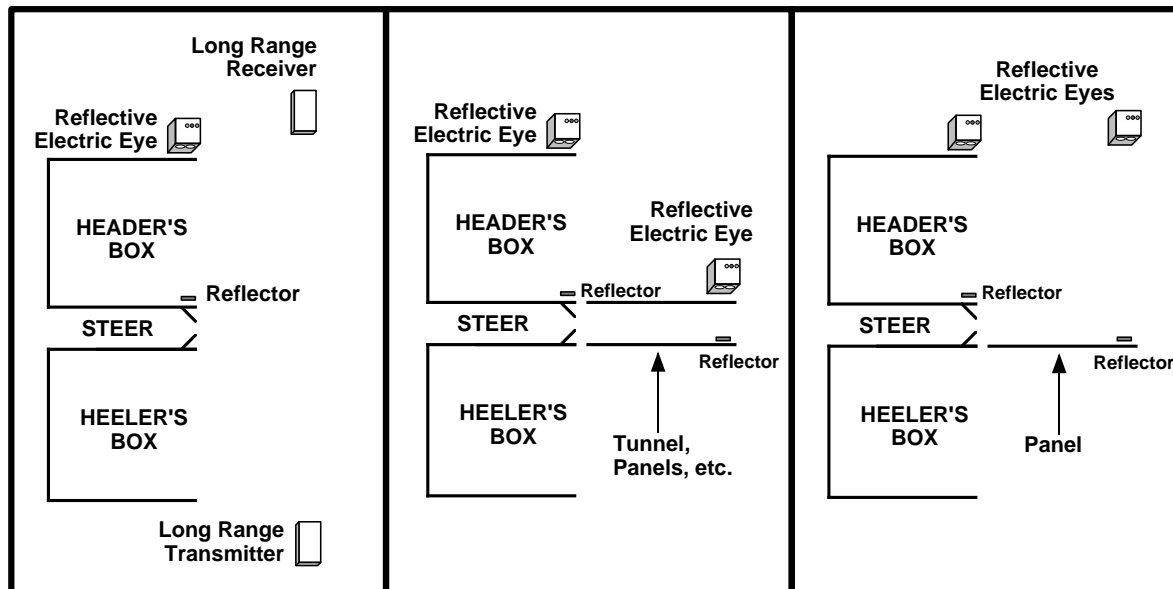 Long Range
Receiver
Reflective
Electric Eye
HEADER'S
BOX
Reflector
STEER
HEELER'S
BOX
Long Range
Transmitter
Reflective
Electric Eye
Reflective
Electric Eye
HEADER'S
BOX
Reflector
STEER
Reflector
HEELER'S
BOX
Tunnel,
Panels, etc.
Reflective
Electric Eyes
HEADER'S
BOX
Reflector
STEER
Reflector
HEELER'S
BOX
Panel